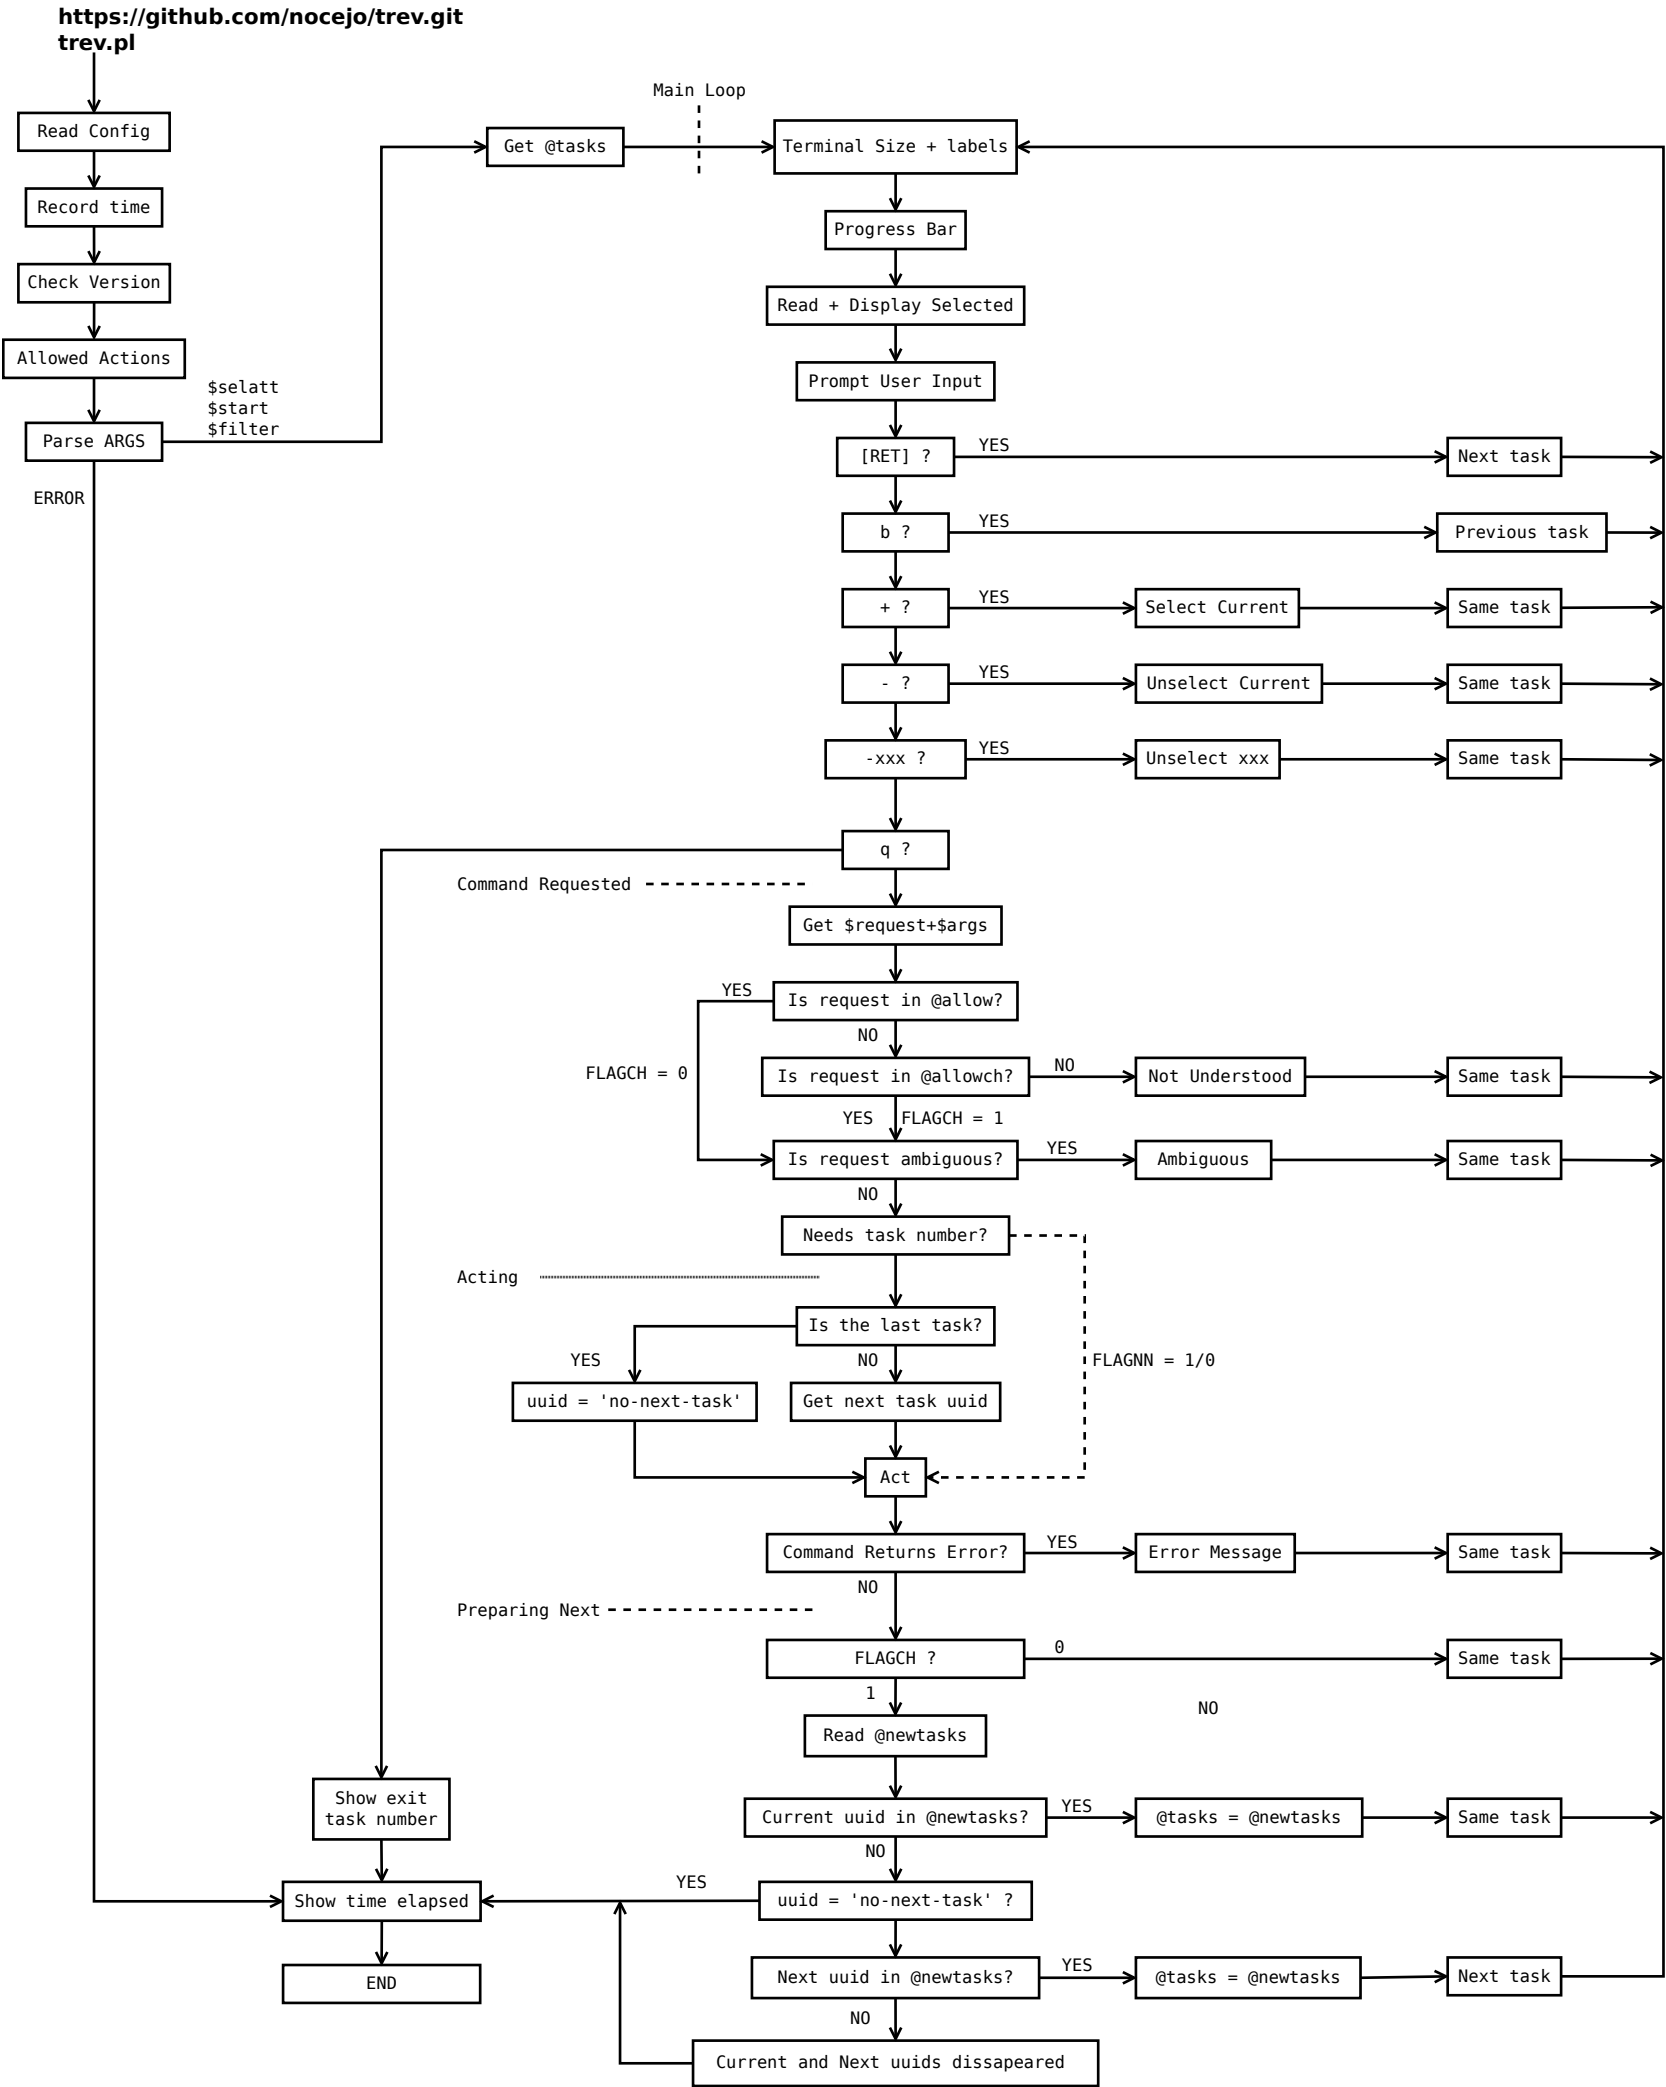 https://github.com/nocejo/trev.git
trev.pl
Main Loop
Read Config
Get @tasks
Terminal Size + labels
Record time
Progress Bar
Check Version
Read + Display Selected
Allowed Actions
Prompt User Input
$selatt
$start
$filter
Parse ARGS
[RET] ?
YES
Next task
ERROR
b ?
YES
Previous task
+ ?
YES
Select Current
Same task
- ?
YES
Unselect Current
Same task
-xxx ?
YES
Unselect xxx
Same task
q ?
Command Requested
Get $request+$args
YES
Is request in @allow?
NO
FLAGCH = 0
Is request in @allowch?
NO
Not Understood
Same task
YES
FLAGCH = 1
Is request ambiguous?
YES
Ambiguous
Same task
NO
Needs task number?
Acting
Is the last task?
YES
NO
FLAGNN = 1/0
uuid = 'no-next-task'
Get next task uuid
Act
Command Returns Error?
YES
Error Message
Same task
NO
Preparing Next
FLAGCH ?
0
Same task
1
NO
Read @newtasks
Show exit
task number
Current uuid in @newtasks?
YES
@tasks = @newtasks
Same task
NO
Show time elapsed
YES
uuid = 'no-next-task' ?
END
Next uuid in @newtasks?
YES
@tasks = @newtasks
Next task
NO
Current and Next uuids dissapeared